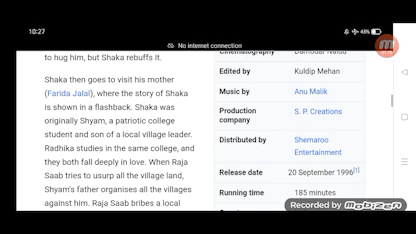 10:27
43%
No internet connection
to hug him, but Shaka rebuffs it.
Shaka then goes to visit his mother
(Farida Jalal), where the story of Shaka
is shown in a flashback. Shaka was
originally Shyam, a patriotic college
student and son of a local village leader.
Radhika studies in the same college, and
they both fall deeply in love. When Raja
Saab tries to usurp all the village land,
Shyam's father organises all the villages
against him. Raja Saab bribes a local
Cinematography Damodar Naidu
Edited by Kuldip Mehan
Music by Anu Malik
Production
company S. P. Creations
Distributed by Shemaroo
Entertainment
Release date 20 September 1996[1]
Running time 185 minutes
Recorded by Mobizen